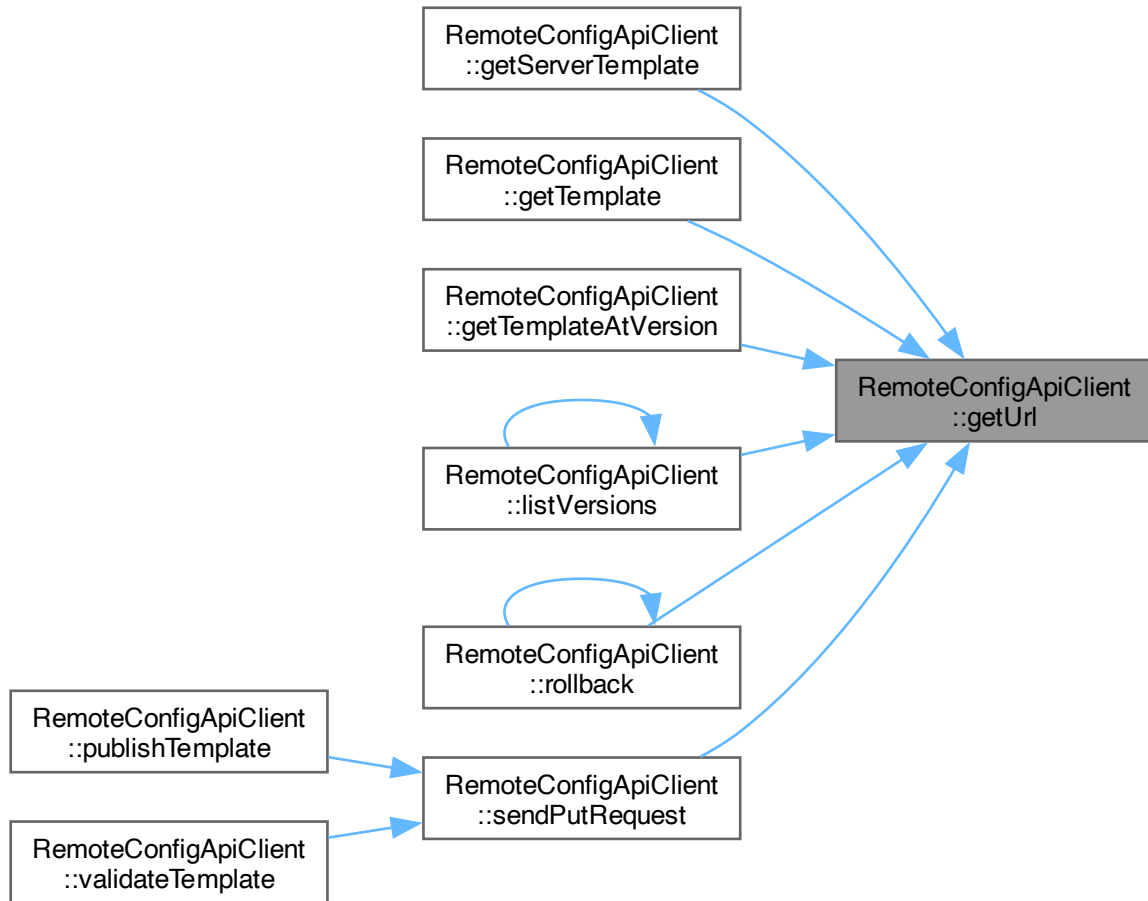 RemoteConfigApiClient
::getServerTemplate
RemoteConfigApiClient
::getTemplate
RemoteConfigApiClient
::getTemplateAtVersion
RemoteConfigApiClient
::getUrl
RemoteConfigApiClient
::listVersions
RemoteConfigApiClient
::rollback
RemoteConfigApiClient
::publishTemplate
RemoteConfigApiClient
::sendPutRequest
RemoteConfigApiClient
::validateTemplate